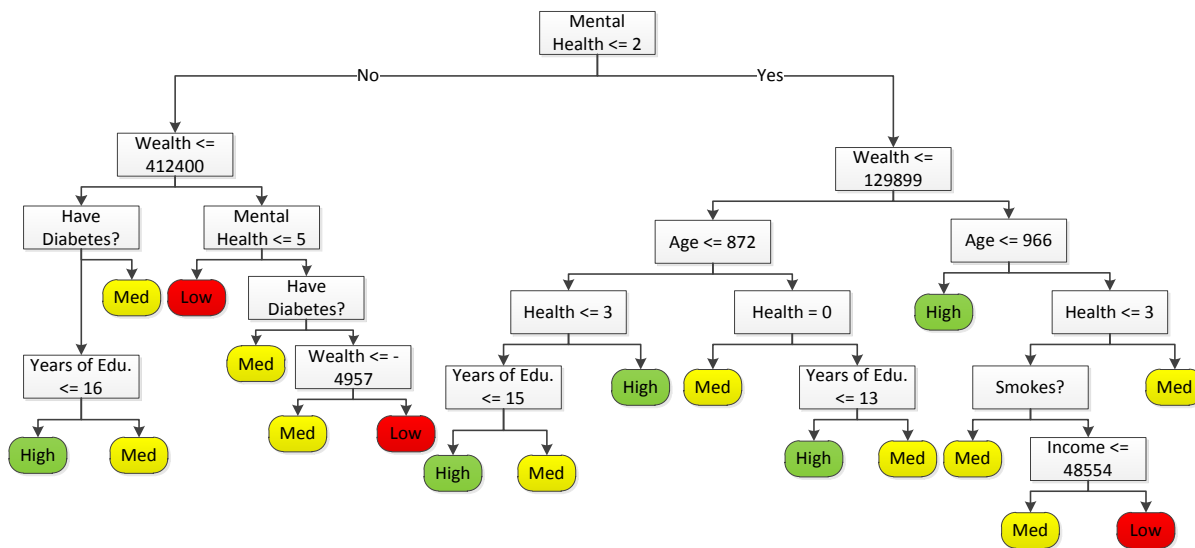 Mental
Health <= 2
No
Yes
Wealth <=
412400
Wealth <=
129899
Have
Diabetes?
Mental
Health <= 5
Age <= 872
Age <= 966
Med
Low
Have
Diabetes?
Health <= 3
Health = 0
High
Health <= 3
Years of Edu.
<= 16
Med
Wealth <= -
4957
Years of Edu.
<= 15
High
Med
Years of Edu.
<= 13
Smokes?
Med
High
Med
Med
Low
High
Med
High
Med
Med
Income <=
48554
Med
Low